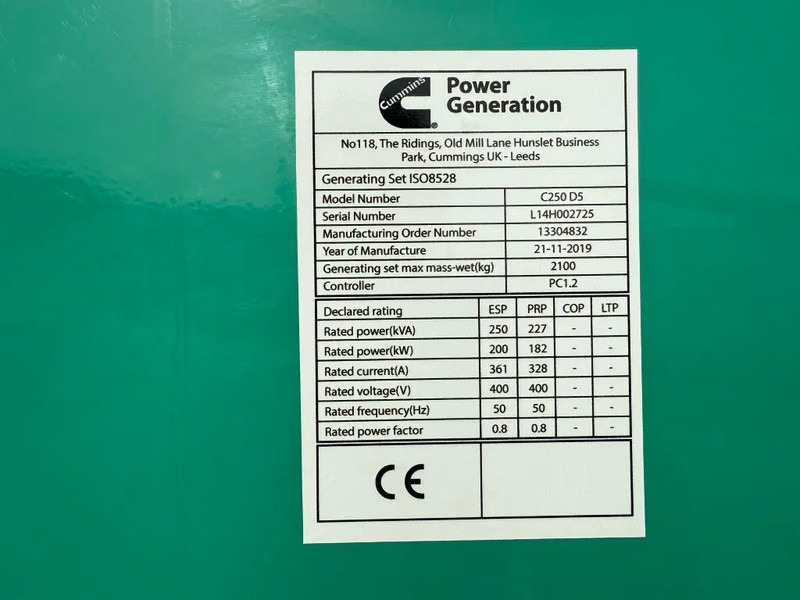 Cummins
®
Power
Generation
No118, The Ridings, Old Mill Lane Hunslet Business
Park, Cummings UK - Leeds
Generating Set ISO8528
Model Number C250 D5
Serial Number L14H002725
Manufacturing Order Number 13304832
Year of Manufacture 21-11-2019
Generating set max mass-wet(kg) 2100
Controller PC1.2
Declared rating ESP PRP COP LTP
Rated power(kVA) 250 227 - -
Rated power(kW) 200 182 - -
Rated current(A) 361 328 - -
Rated voltage(V) 400 400 - -
Rated frequency(Hz) 50 50 - -
Rated power factor 0.8 0.8 - -
CE